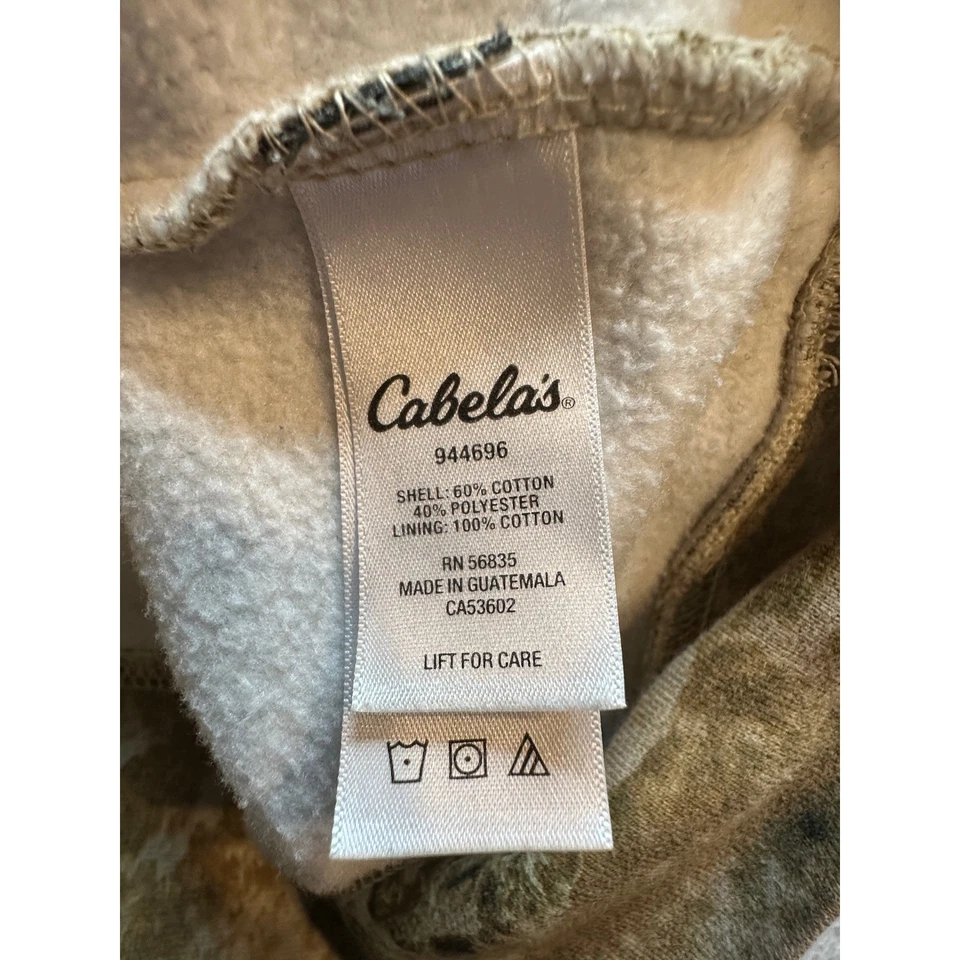 Cabela's®
944696
SHELL: 60% COTTON
40% POLYESTER
LINING: 100% COTTON
RN 56835
MADE IN GUATEMALA
CA53602
LIFT FOR CARE